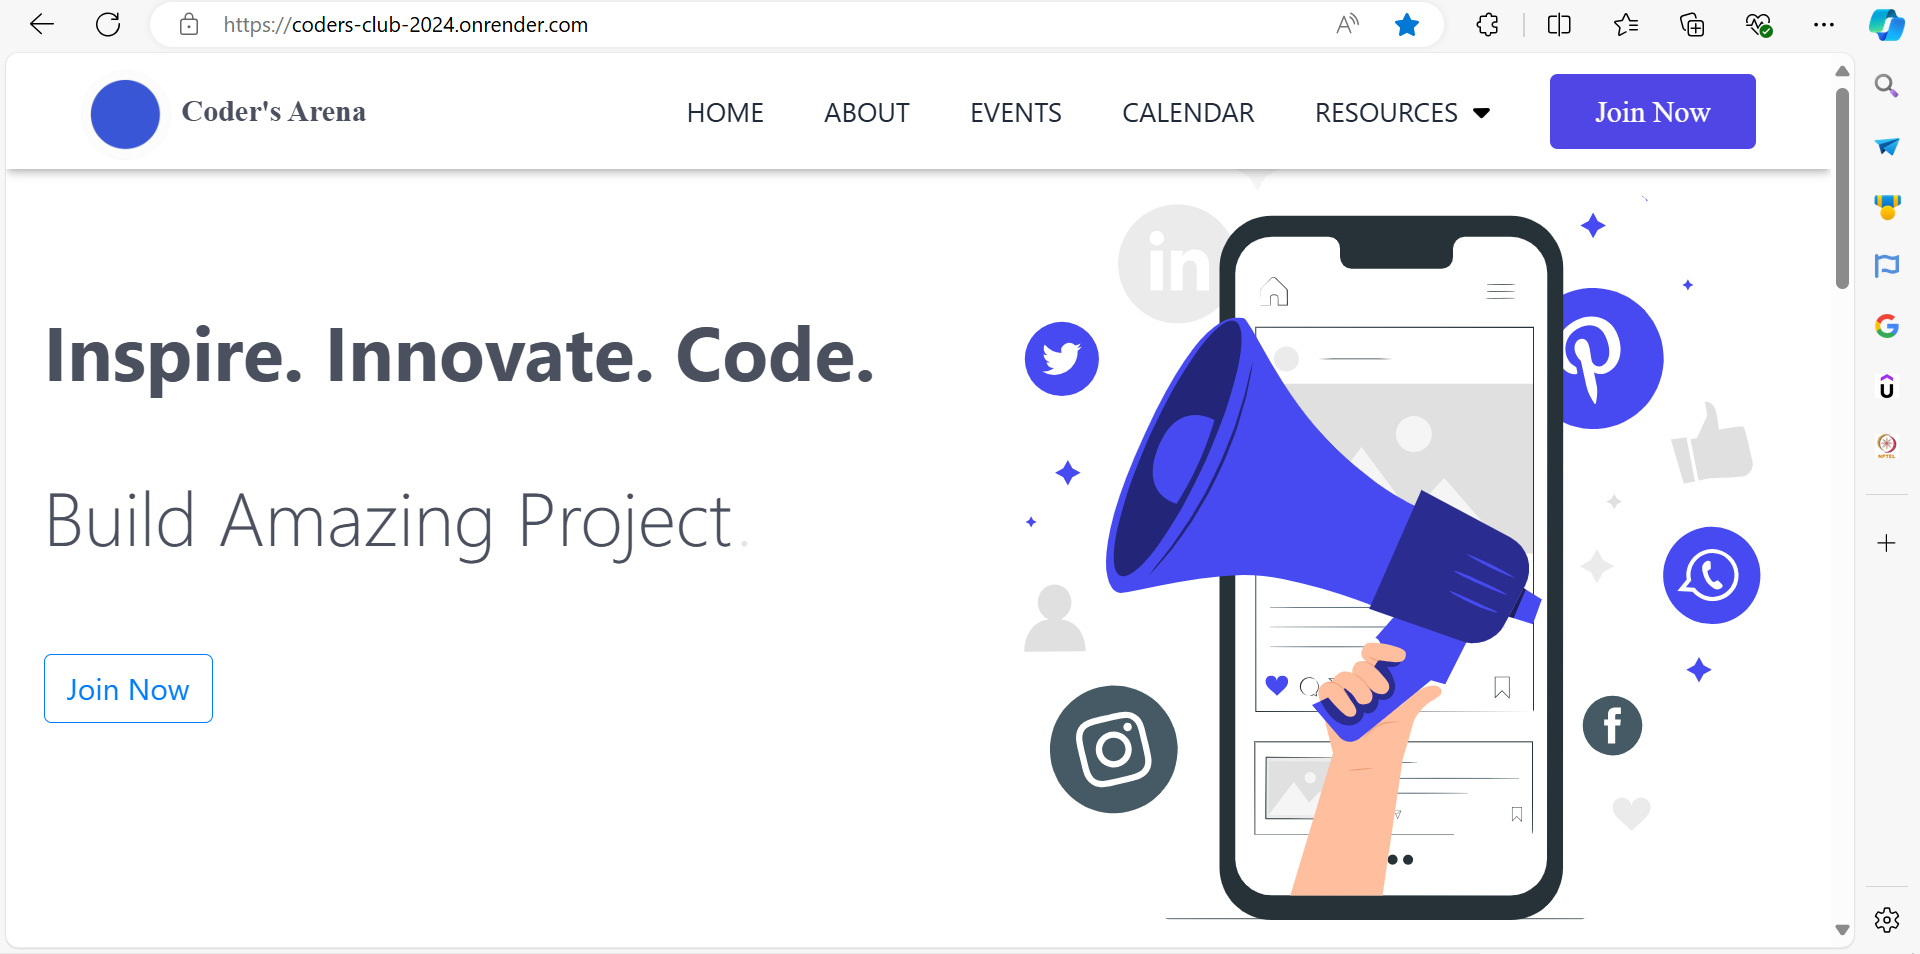 https://coders-club-2024.onrender.com
Coder's Arena
HOME
ABOUT
EVENTS
CALENDAR
RESOURCES
Join Now
in
Inspire. Innovate. Code.
Build Amazing Project.
Join Now